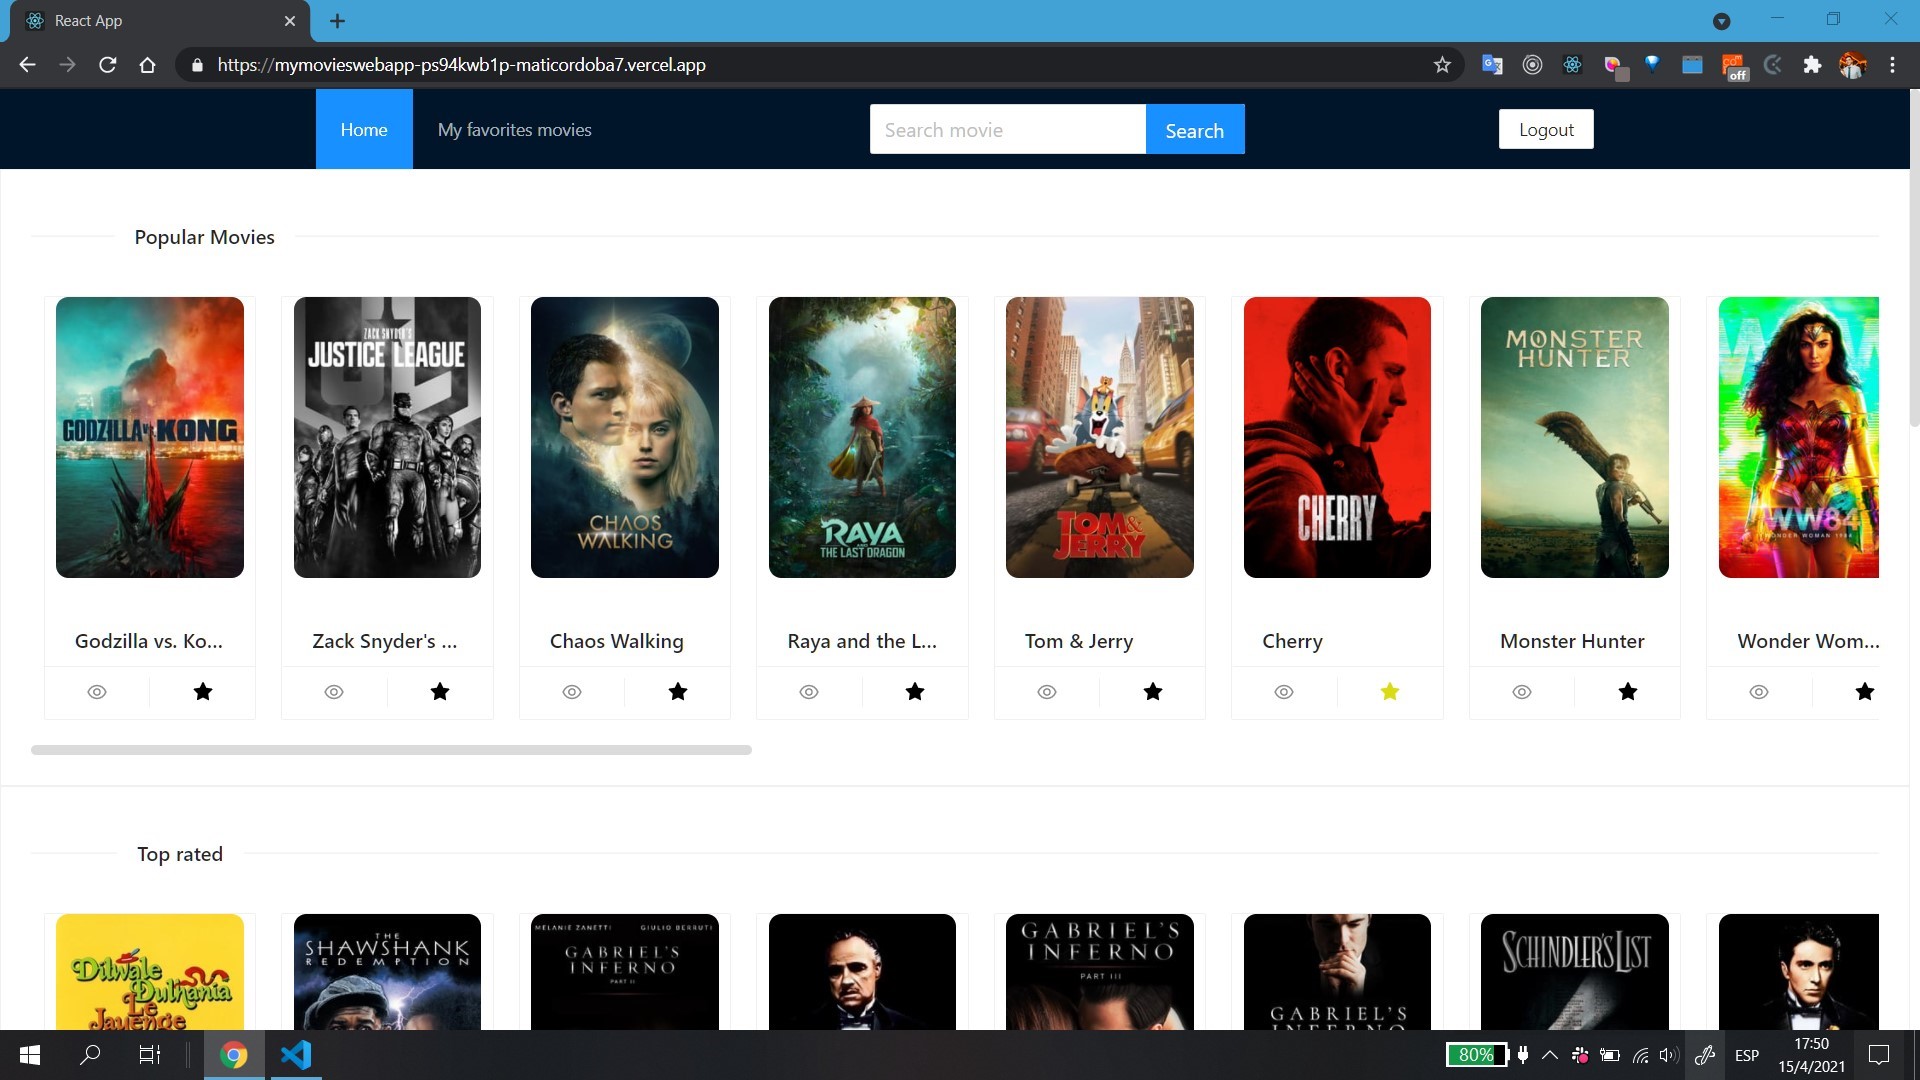 React App
https://mymovieswebapp-ps94kwb1p-maticordoba7.vercel.app
off
Home
My favorites movies
Search movie
Search
Logout
Popular Movies
GODZILLA vs. KONG
ZACK SNYDER'S
JUSTICE LEAGUE
CHAOS
WALKING
RAYA
AND
THE LAST DRAGON
TOM &
JERRY
CHERRY
MONSTER
HUNTER
WW84
WONDER WOMAN 1984
Godzilla vs. Ko...
Zack Snyder's ...
Chaos Walking
Raya and the L...
Tom & Jerry
Cherry
Monster Hunter
Wonder Wom...
Top rated
Dilwale
Dulhania
Le
Jayenge
THE
SHAWSHANK
REDEMPTION
MELANIE ZANETTI GIULIO BERRUTI
GABRIEL'S
INFERNO
PART II
GABRIEL'S
INFERNO
PART III
GABRIEL'S
INFERNO
SCHINDLER'S LIST
80%
ESP
17:50
15/4/2021